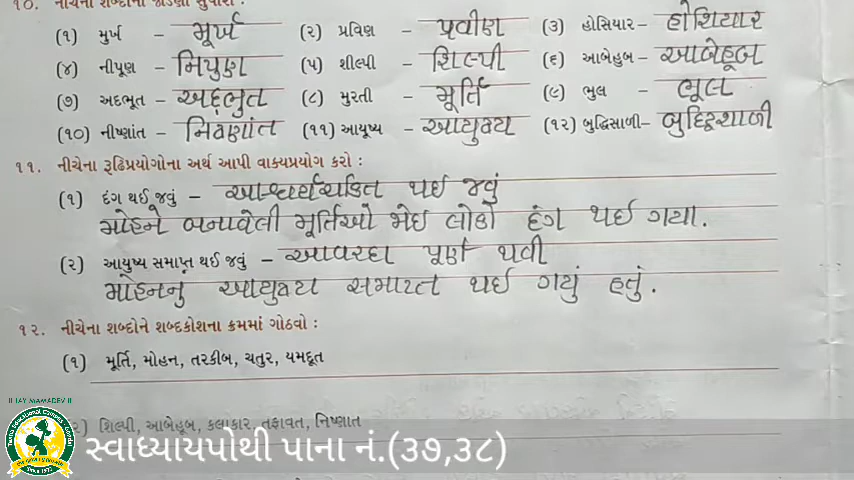 ૧૦. નીચેના શબ્દોની જોડણી સુધારો :
(૧) મુર્ખ - મૂર્ખ (૨) પ્રવિણ - પ્રવીણ (૩) હોસિયાર - હોશિયાર
(૪) નીપૂણ - નિપુણ (૫) શીલ્પી - શિલ્પી (૬) આબેહુબ - આબેહૂબ
(૭) અદભૂત - અદ્ભુત (૮) મુરતી - મૂર્તિ (૯) ભુલ - ભૂલ
(૧૦) નીષ્ણાંત - નિષ્ણાંત (૧૧) આયૂષ્ય - આયુષ્ય (૧૨) બુદ્ધિસાળી - બુદ્ધિશાળી
૧૧. નીચેના રૂઢિપ્રયોગોના અર્થ આપી વાક્યપ્રયોગ કરો :
(૧) દંગ થઈ જવું - આશ્ચર્યચકિત થઈ જવું
મોહને બનાવેલી મૂર્તિઓ જોઈ લોકો દંગ થઈ ગયા.
(૨) આયુષ્ય સમાપ્ત થઈ જવું - આવરદા પૂર્ણ થવી
મોહનનું આયુષ્ય સમાપ્ત થઈ ગયું હતું.
૧૨. નીચેના શબ્દોને શબ્દકોશના ક્રમમાં ગોઠવો :
(૧) મૂર્તિ, મોહન, તરકીબ, ચતુર, યમદૂત
૨) શિલ્પી, આબેહૂબ, કલાકાર, તફાવત, નિષ્ણાત
|| JAY MAMADEV ||
સ્વાધ્યાયપોથી પાના નં.(૩૭,૩૮)